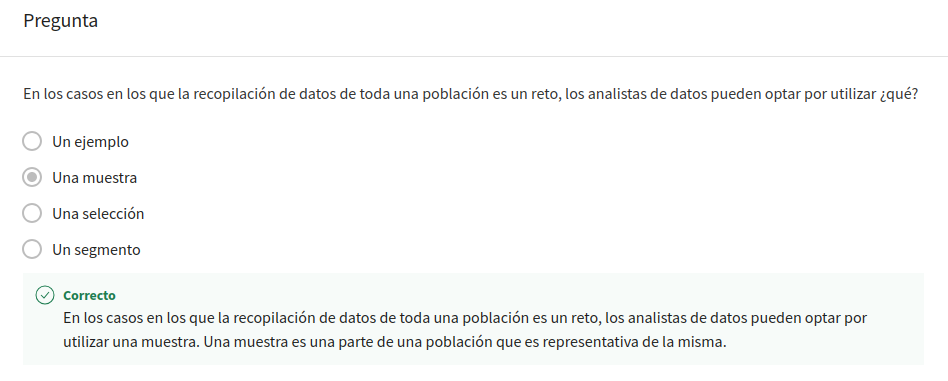 Pregunta
En los casos en los que la recopilación de datos de toda una población es un reto, los analistas de datos pueden optar por utilizar ¿qué?
Un ejemplo
Una muestra
Una selección
Un segmento
Correcto
En los casos en los que la recopilación de datos de toda una población es un reto, los analistas de datos pueden optar por
utilizar una muestra. Una muestra es una parte de una población que es representativa de la misma.